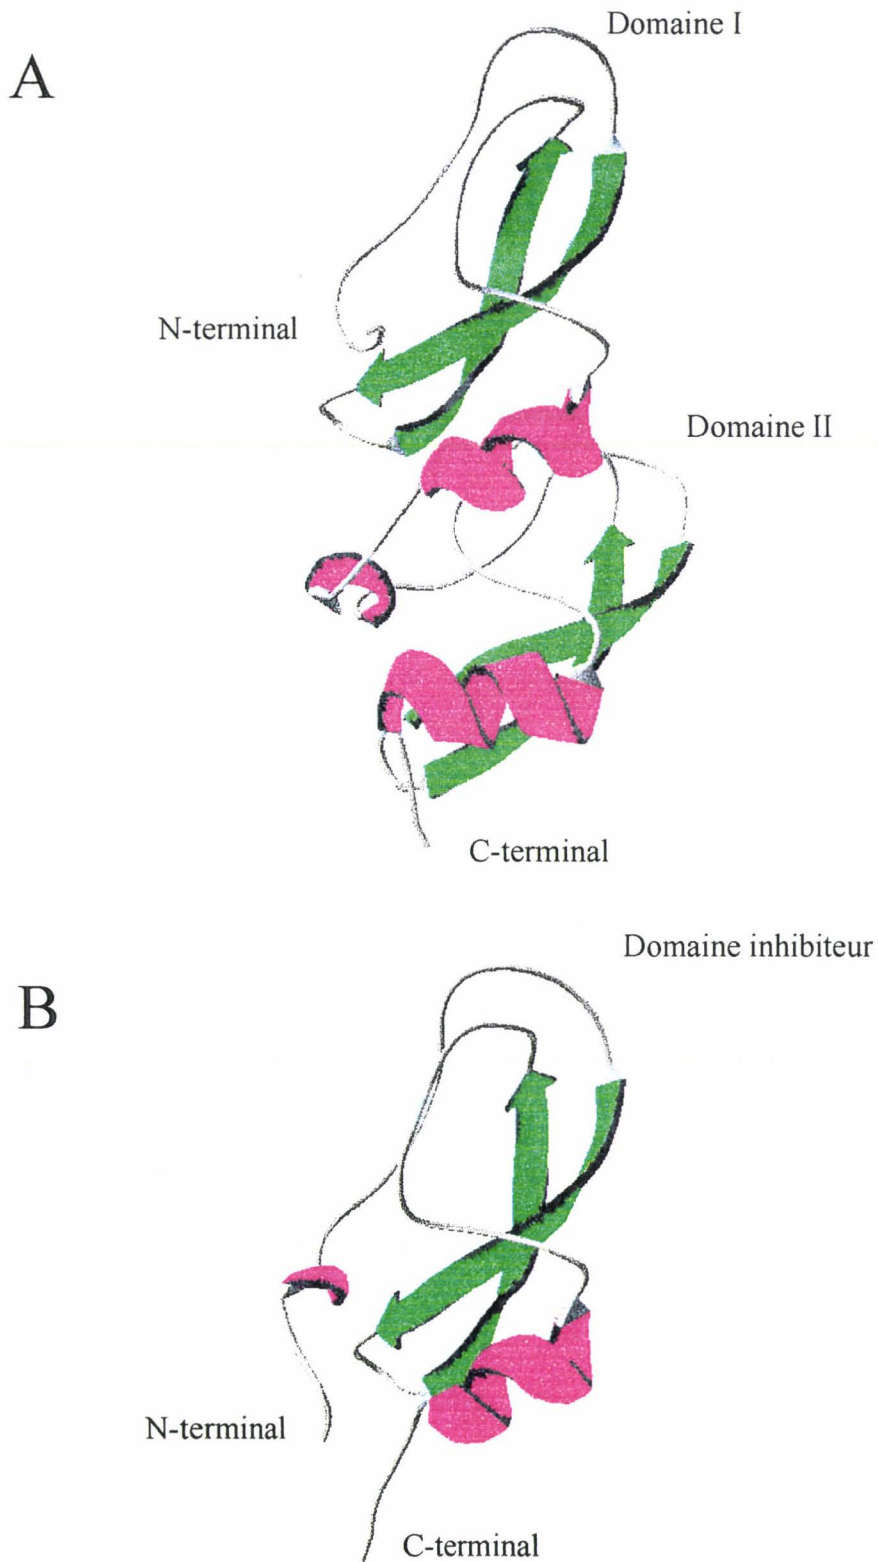 Domaine I
A
N-terminal
Domaine II
C-terminal
Domaine inhibiteur
B
N-terminal
C-terminal